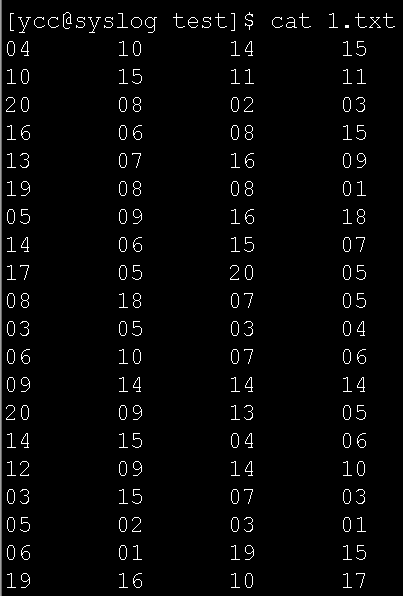 [ycc@syslog test]$ cat 1.txt
04 10 14 15
10 15 11 11
20 08 02 03
16 06 08 15
13 07 16 09
19 08 08 01
05 09 16 18
14 06 15 07
17 05 20 05
08 18 07 05
03 05 03 04
06 10 07 06
09 14 14 14
20 09 13 05
14 15 04 06
12 09 14 10
03 15 07 03
05 02 03 01
06 01 19 15
19 16 10 17